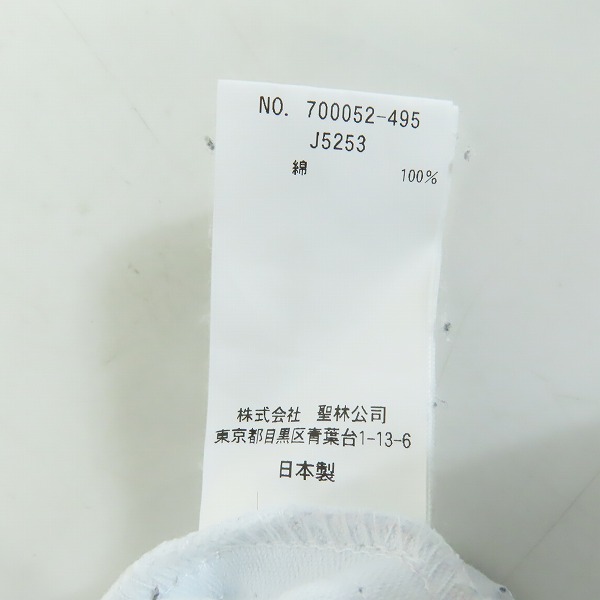 NO. 700052-495
J5253
綿 100%
株式会社 聖林公司
東京都目黒区青葉台1-13-6
日本製